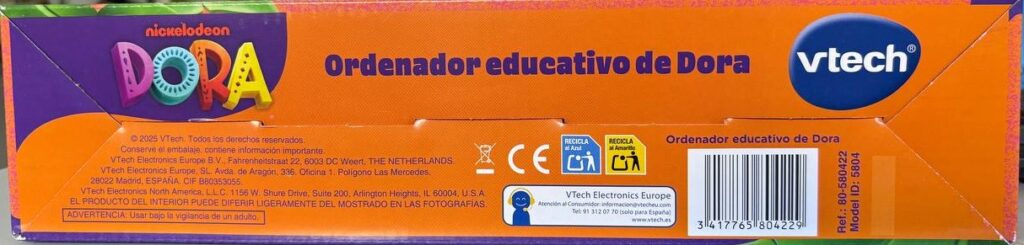 nickelodeon
DORA
Ordenador educativo de Dora
vtech®
© 2025 VTech. Todos los derechos reservados.
Conserve el embalaje, contiene información importante.
VTech Electronics Europe B.V., Fahrenheitstraat 22, 6003 DC Weert, THE NETHERLANDS.
VTech Electronics Europe, SL. Avda. de Aragón, 336. Oficina 1. Polígono Las Mercedes,
28022 Madrid, ESPAÑA. CIF B80353055.
VTech Electronics North America, L.L.C. 1156 W. Shure Drive, Suite 200, Arlington Heights, IL 60004, U.S.A.
EL PRODUCTO DEL INTERIOR PUEDE DIFERIR LIGERAMENTE DEL MOSTRADO EN LAS FOTOGRAFÍAS.
ADVERTENCIA: Usar bajo la vigilancia de un adulto.
CE
RECICLA
al Azul
RECICLA
al Amarillo
VTech Electronics Europe
Atención al Consumidor: informacion@vtecheu.com
Tel: 91 312 07 70 (solo para España)
www.vtech.es
Ordenador educativo de Dora
3 417765 804229
Ref.: 80-580422
Model ID: 5804